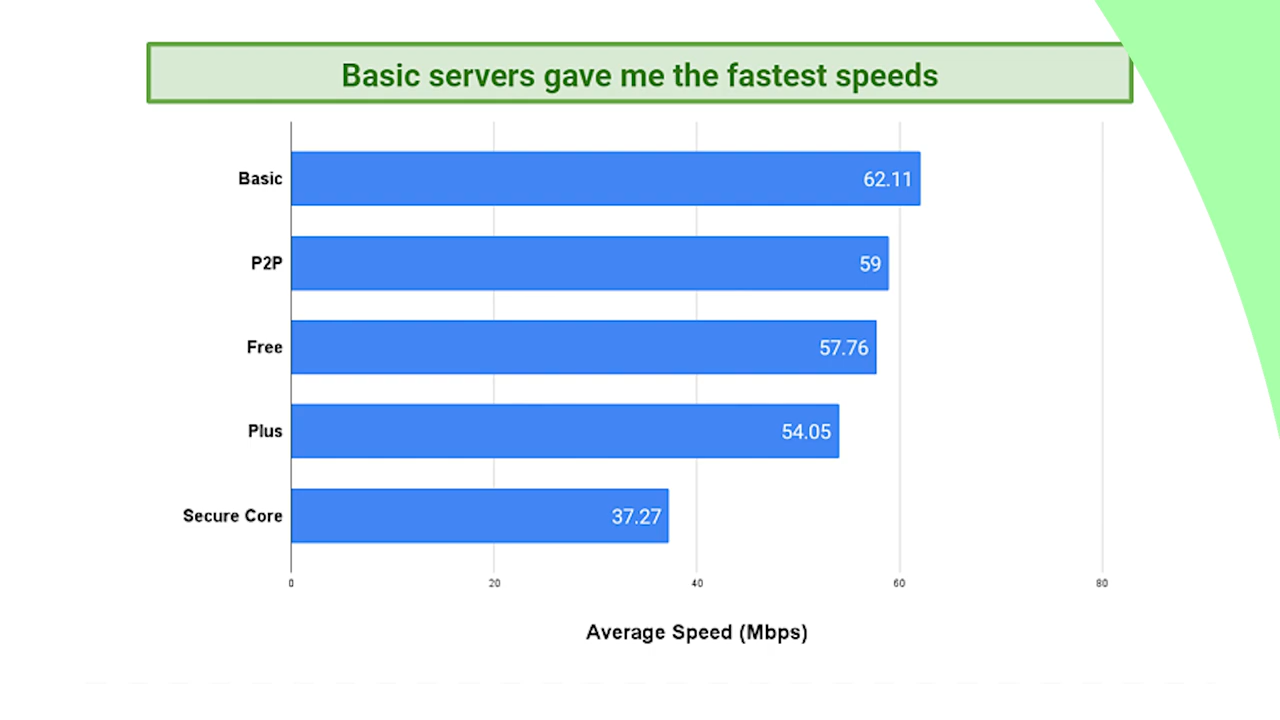 Basic servers gave me the fastest speeds
Basic 62.11
P2P 59
Free 57.76
Plus 54.05
Secure Core 37.27
0 20 40 60 80
Average Speed (Mbps)